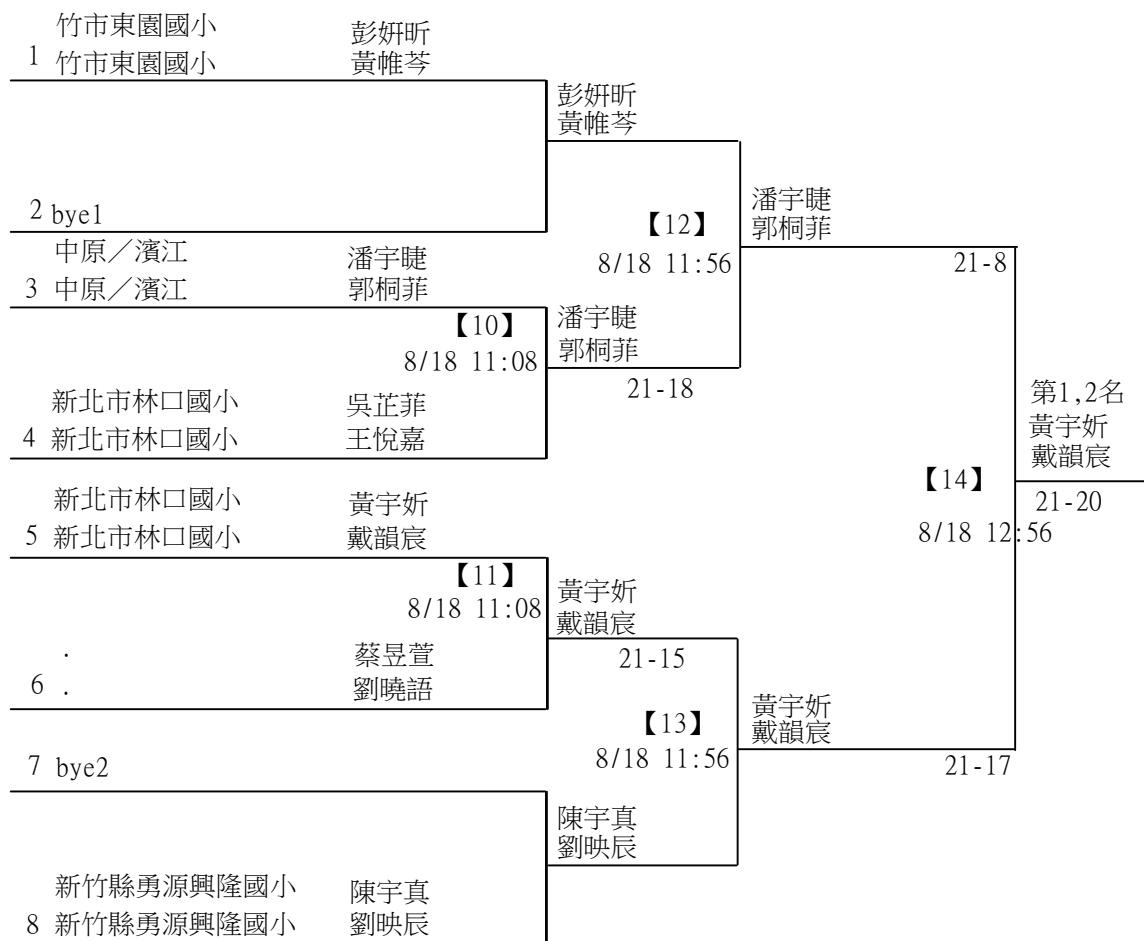 竹市東園國小 彭妍昕
1 竹市東園國小 黃帷芩
彭妍昕
黃帷芩
2 bye1
【12】
8/18 11:56
潘宇睫
郭桐菲
21-8
中原／濱江 潘宇睫
3 中原／濱江 郭桐菲
【10】
8/18 11:08
潘宇睫
郭桐菲
21-18
新北市林口國小 吳芷菲
4 新北市林口國小 王悅嘉
第1,2名
黃宇妡
戴韻宸
【14】
21-20
8/18 12:56
新北市林口國小 黃宇妡
5 新北市林口國小 戴韻宸
【11】
8/18 11:08
黃宇妡
戴韻宸
21-15
. 蔡昱萱
6 . 劉曉語
【13】
8/18 11:56
黃宇妡
戴韻宸
21-17
7 bye2
陳宇真
劉映辰
新竹縣勇源興隆國小 陳宇真
8 新竹縣勇源興隆國小 劉映辰